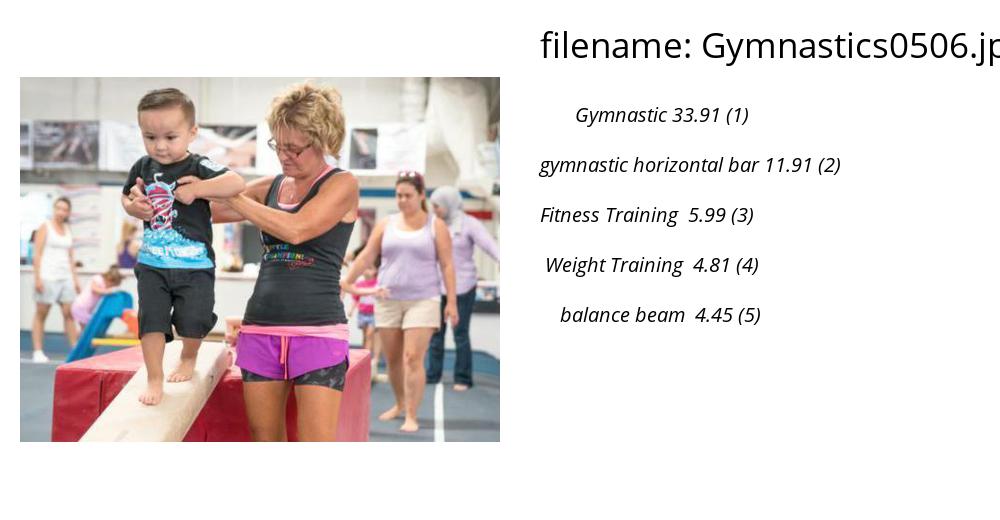 filename: Gymnastics0506.jp
Gymnastic 33.91 (1)
gymnastic horizontal bar 11.91 (2)
Fitness Training 5.99 (3)
Weight Training 4.81 (4)
balance beam 4.45 (5)